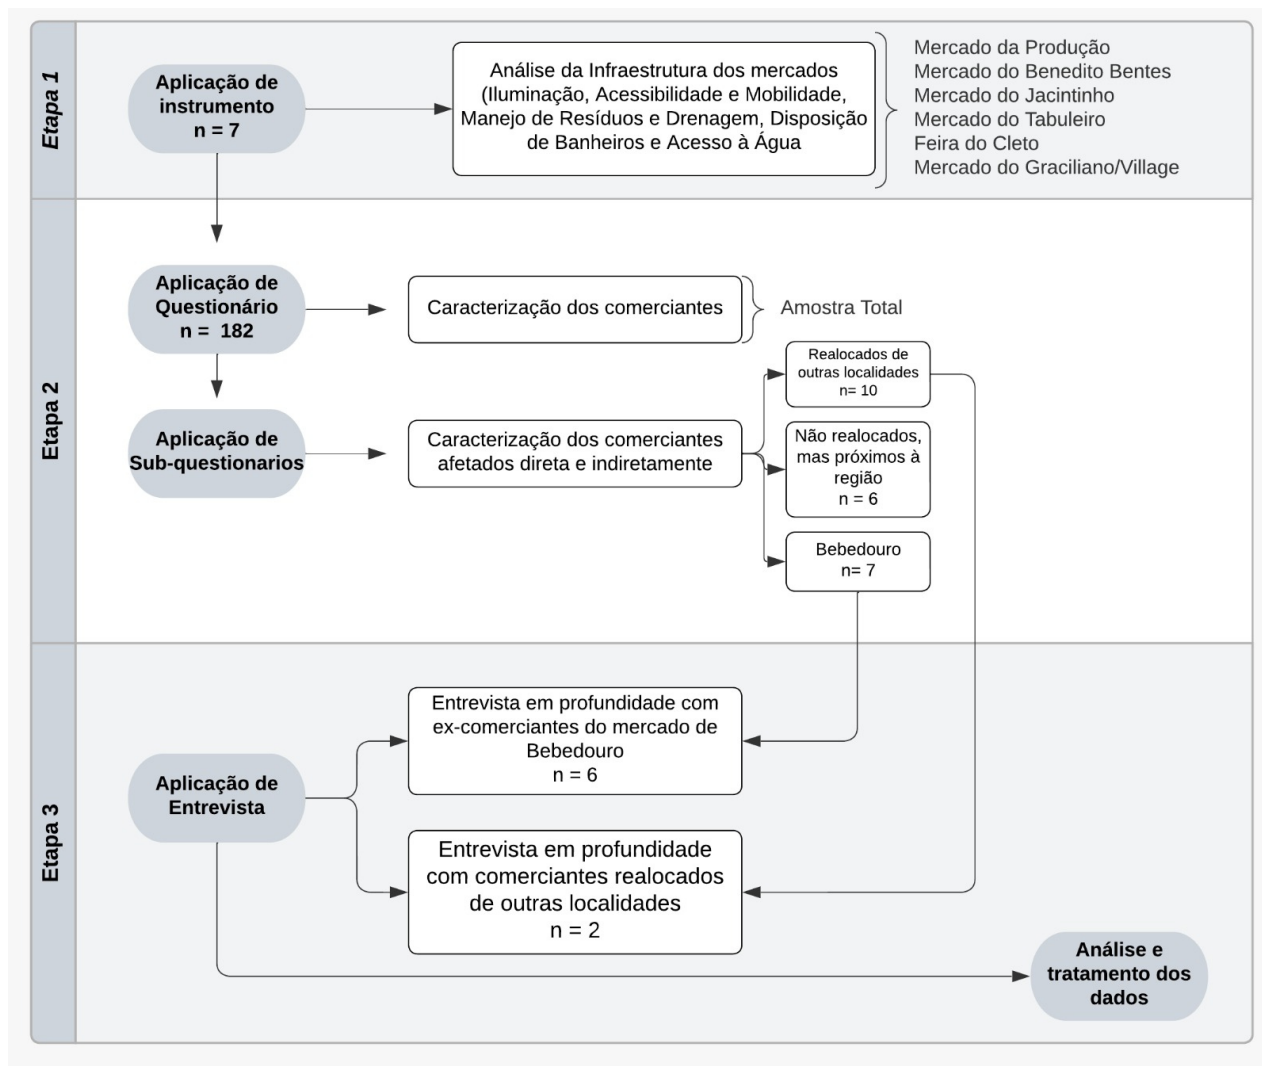 Etapa 1
Aplicação de
instrumento
n = 7
Análise da Infraestrutura dos mercados
(Iluminação, Acessibilidade e Mobilidade,
Manejo de Resíduos e Drenagem, Disposição
de Banheiros e Acesso à Água
Mercado da Produção
Mercado do Benedito Bentes
Mercado do Jacintinho
Mercado do Tabuleiro
Feira do Cleto
Mercado do Graciliano/Village
Etapa 2
Aplicação de
Questionário
n = 182
Caracterização dos comerciantes
Amostra Total
Aplicação de
Sub-questionarios
Caracterização dos comerciantes
afetados direta e indiretamente
Realocados de
outras localidades
n= 10
Não realocados,
mas próximos à
região
n = 6
Bebedouro
n= 7
Etapa 3
Aplicação de
Entrevista
Entrevista em profundidade com
ex-comerciantes do mercado de
Bebedouro
n = 6
Entrevista em profundidade
com comerciantes realocados
de outras localidades
n = 2
Análise e
tratamento dos
dados